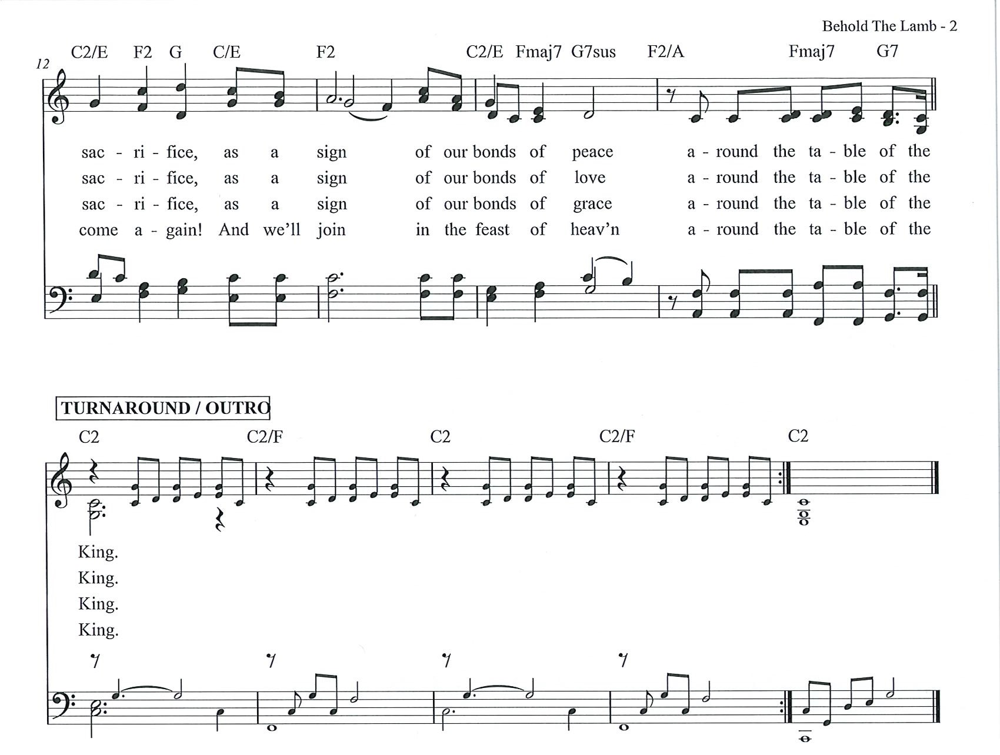 Behold The Lamb - 2
C2/E F2 G C/E F2 C2/E Fmaj7 G7sus F2/A Fmaj7 G7
12
sac - ri - fice, as a sign of our bonds of peace a - round the ta - ble of the
sac - ri - fice, as a sign of our bonds of love a - round the ta - ble of the
sac - ri - fice, as a sign of our bonds of grace a - round the ta - ble of the
come a - gain! And we'll join in the feast of heav'n a - round the ta - ble of the
TURNAROUND / OUTRO
C2 C2/F C2 C2/F C2
King.
King.
King.
King.